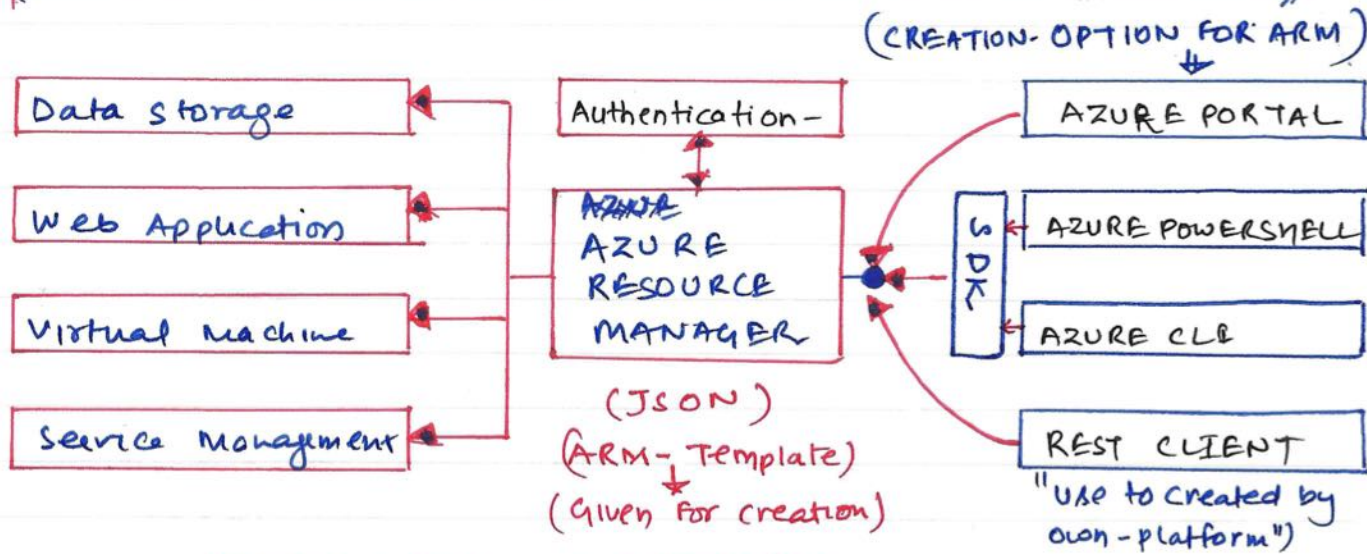 (CREATION-OPTION FOR ARM)
Data storage
Authentication-
AZURE PORTAL
Web Application
AZURE
RESOURCE
MANAGER
SDK
AZURE POWERSHELL
Virtual Machine
AZURE CLI
Service Management
(JSON)
(ARM-Template)
(Given For creation)
REST CLIENT
"Use to created by
own-platform")